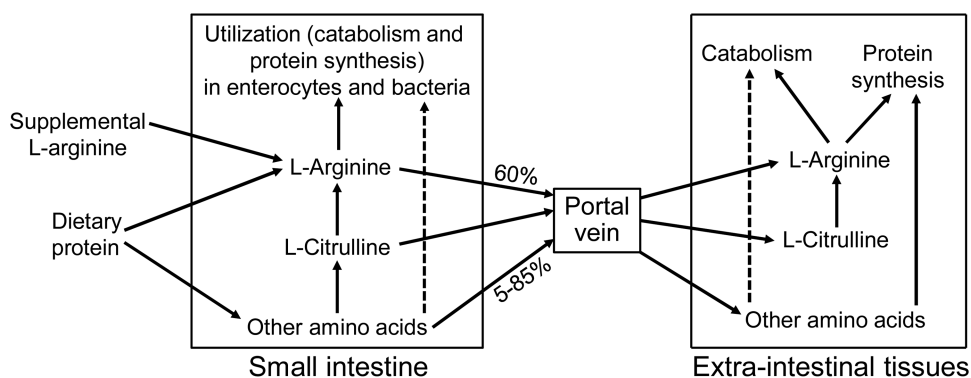 Utilization (catabolism and
protein synthesis)
in enterocytes and bacteria
Supplemental
L-arginine
L-Arginine
60%
Dietary
protein
L-Citrulline
Other amino acids
5-85%
Small intestine
Portal
vein
Catabolism
Protein
synthesis
L-Arginine
L-Citrulline
Other amino acids
Extra-intestinal tissues